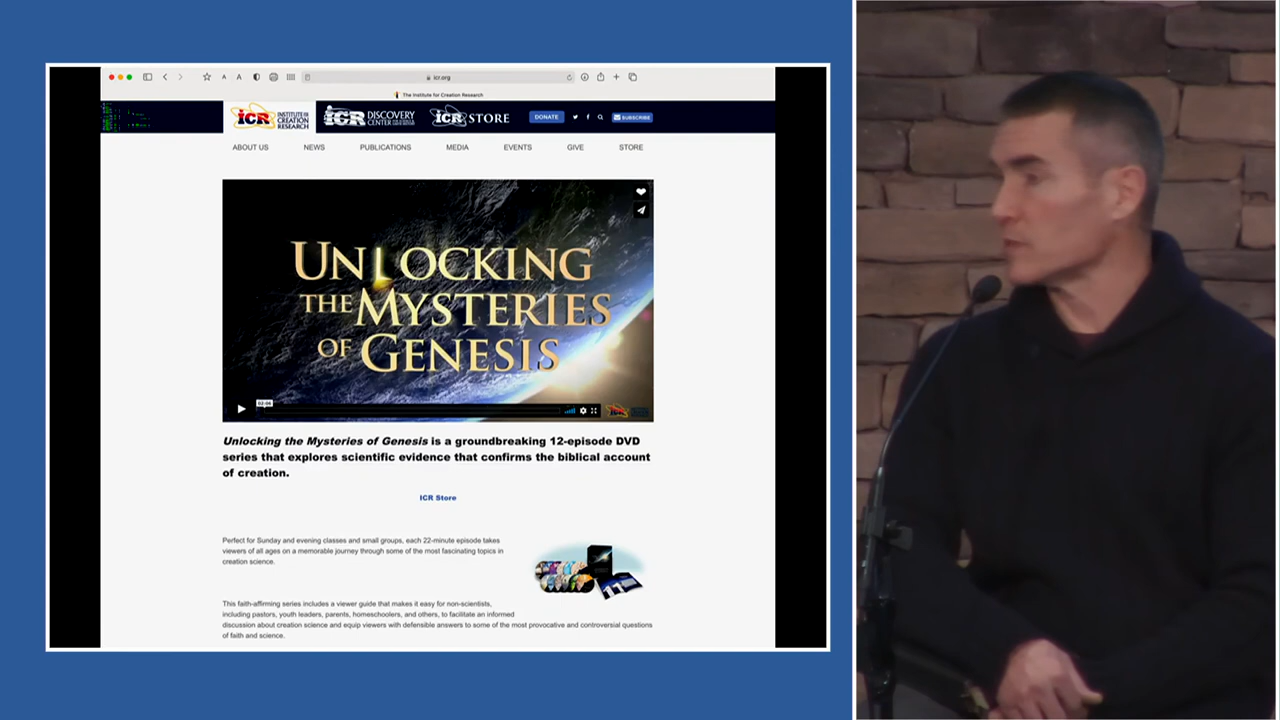 icr.org
The Institute for Creation Research
ICR
INSTITUTE FOR
CREATION
RESEARCH
ICR DISCOVERY
CENTER FOR SCIENCE
ICR STORE
DONATE
SUBSCRIBE
ABOUT US NEWS PUBLICATIONS MEDIA EVENTS GIVE STORE
UNLOCKING
THE MYSTERIES
OF GENESIS
02:06
Unlocking the Mysteries of Genesis is a groundbreaking 12-episode DVD
series that explores scientific evidence that confirms the biblical account
of creation.
ICR Store
Perfect for Sunday and evening classes and small groups, each 22-minute episode takes
viewers of all ages on a memorable journey through some of the most fascinating topics in
creation science.
This faith-affirming series includes a viewer guide that makes it easy for non-scientists,
including pastors, youth leaders, parents, homeschoolers, and others, to facilitate an informed
discussion about creation science and equip viewers with defensible answers to some of the most provocative and controversial questions
of faith and science.